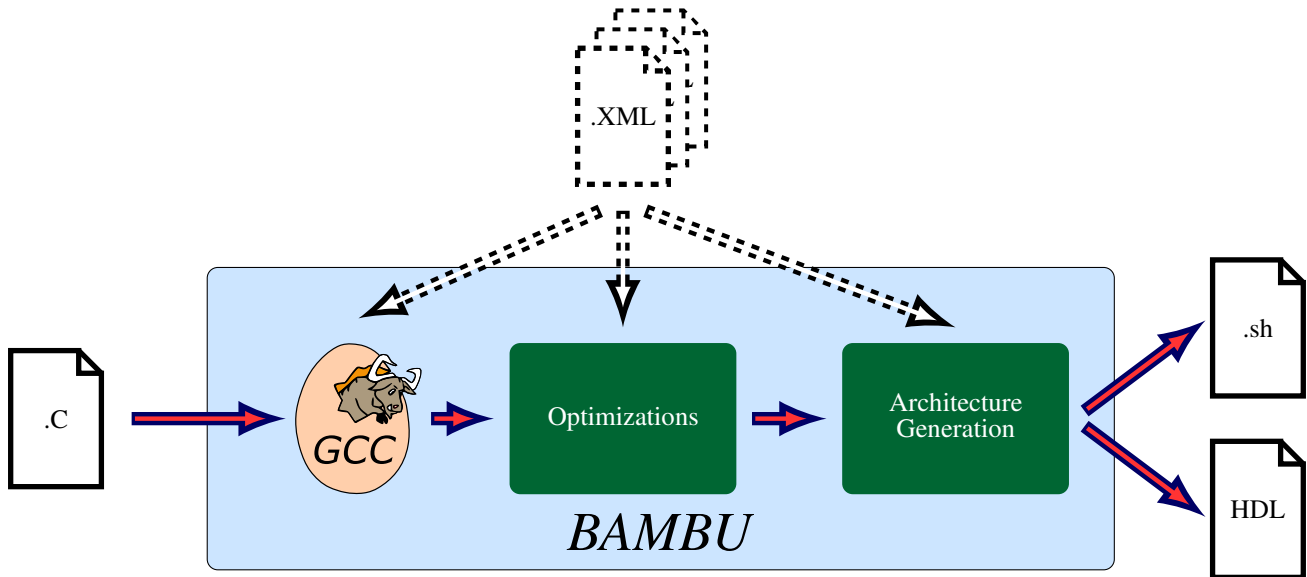 .XML
.C
GCC
Optimizations
Architecture
Generation
.sh
HDL
BAMBU